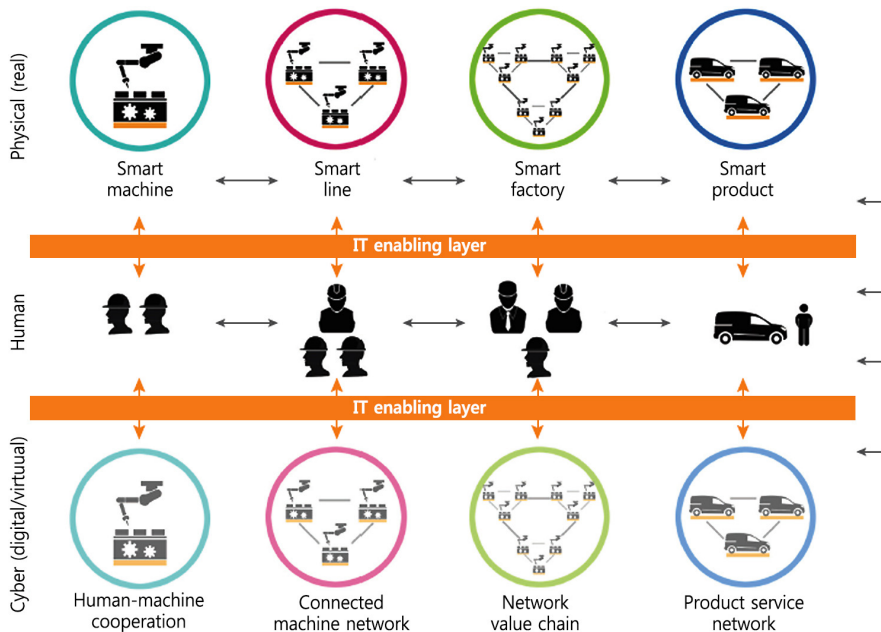 Physical (real)
Smart
machine
Smart
line
Smart
factory
Smart
product
IT enabling layer
Human
IT enabling layer
Cyber (digital/virtuual)
Human-machine
cooperation
Connected
machine network
Network
value chain
Product service
network